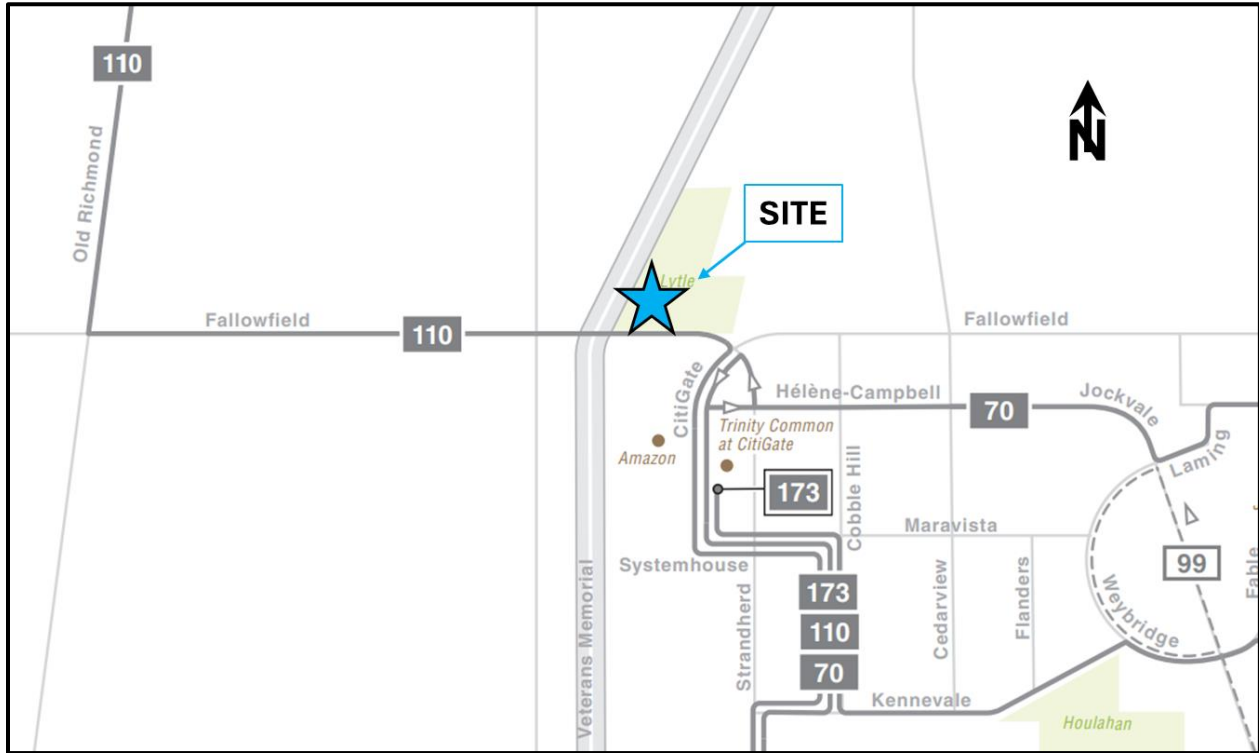 110
Old Richmond
N
SITE
Lytle
Fallowfield
110
Fallowfield
CitiGate
Hélène-Campbell
70
Jockvale
Laming
Trinity Common
at CitiGate
Amazon
173
Cobble Hill
Maravista
Systemhouse
99
Fable
173
110
70
Veterans Memorial
Strandherd
Cedarview
Flanders
Weybridge
Kennevale
Houlahan